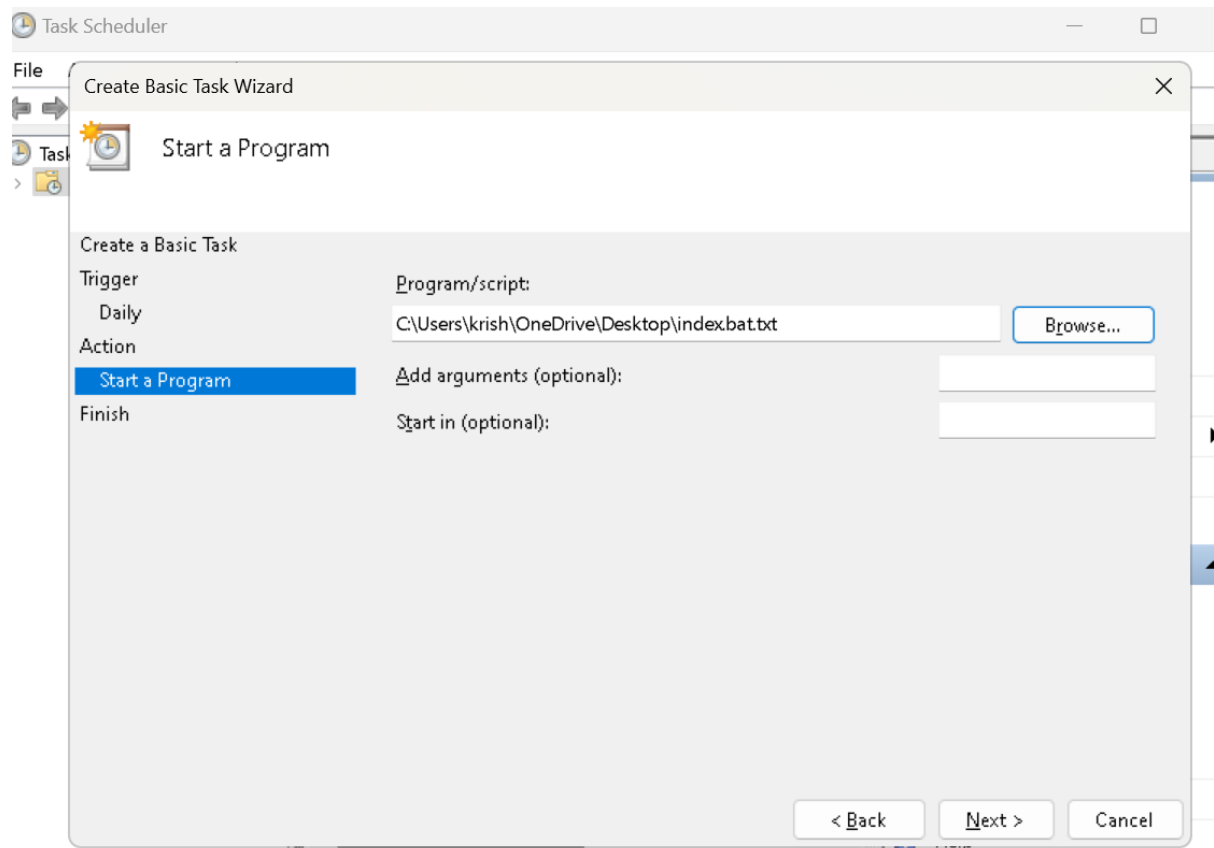 Task Scheduler
File
Create Basic Task Wizard
Start a Program
Task
Create a Basic Task
Trigger
Daily
Action
Start a Program
Finish
Program/script:
C:\Users\krish\OneDrive\Desktop\index.bat.txt
Browse...
Add arguments (optional):
Start in (optional):
< Back
Next >
Cancel